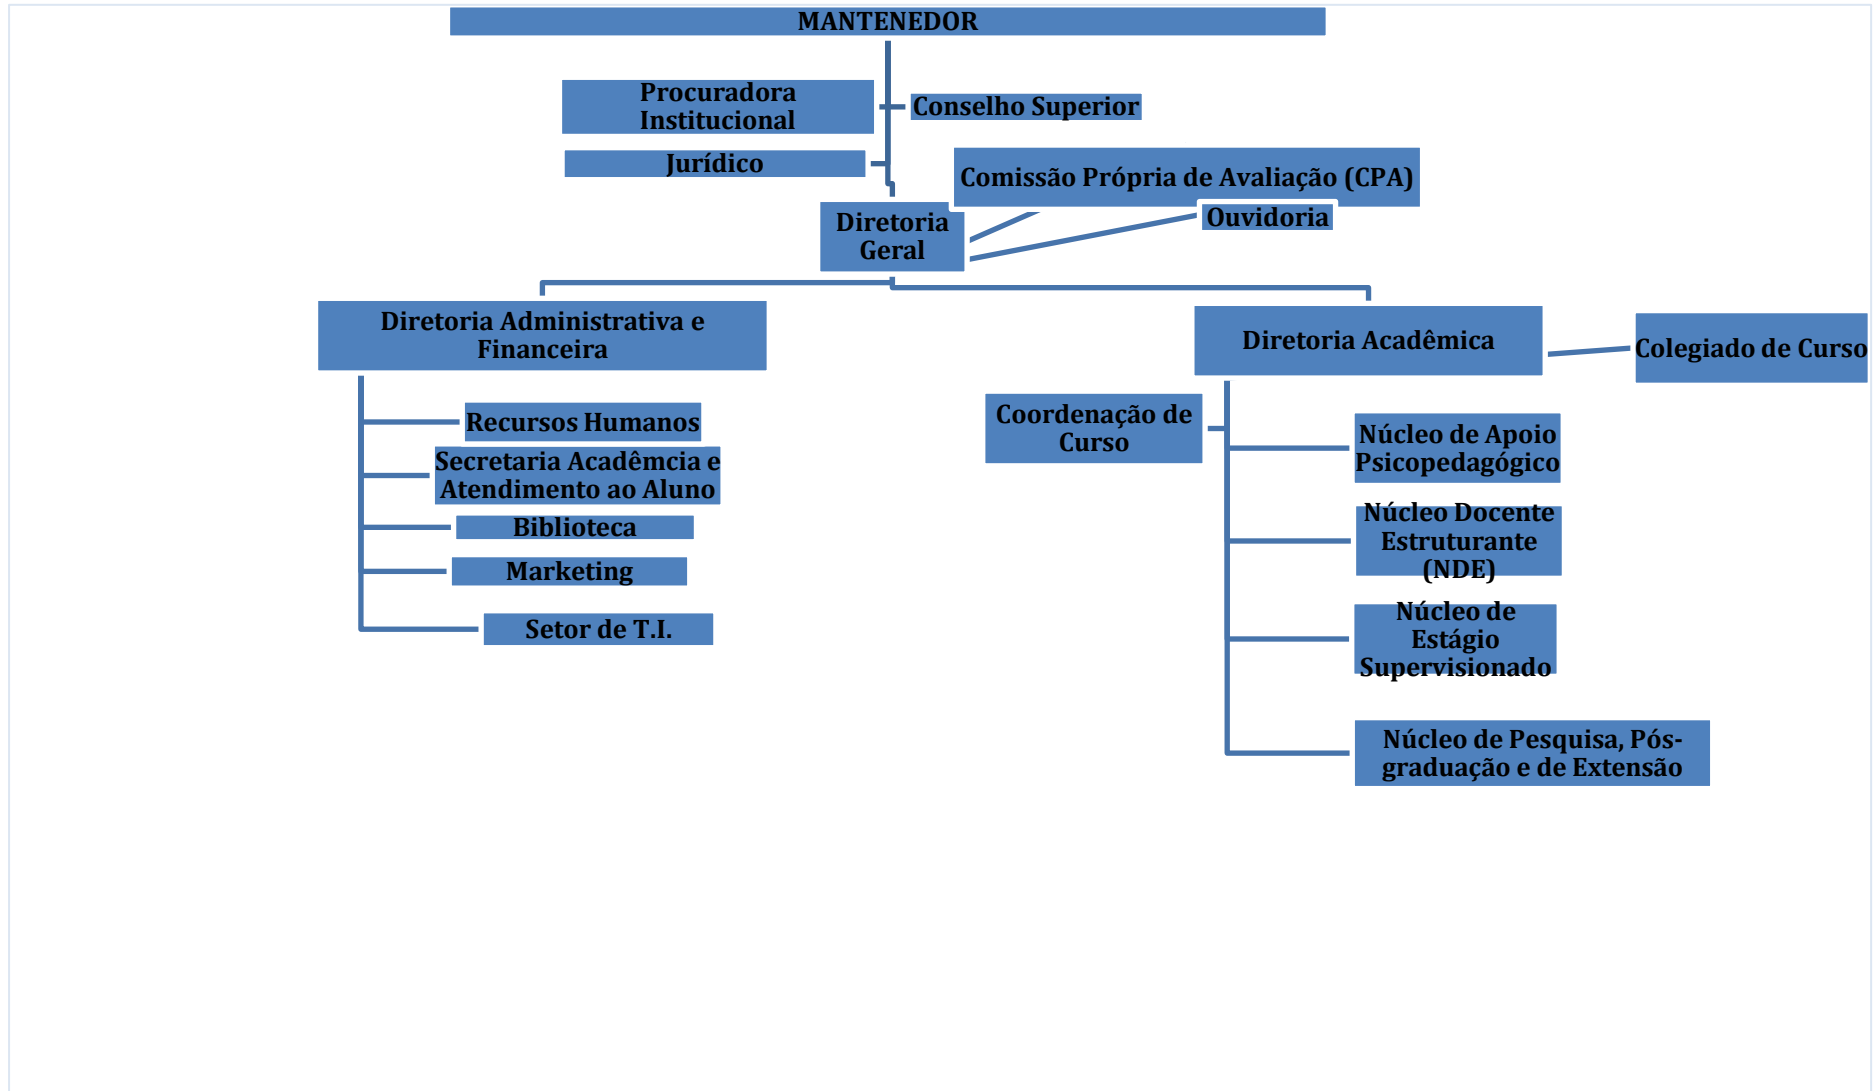 MANTENEDOR
Procuradora
Institucional
Conselho Superior
Jurídico
Comissão Própria de Avaliação (CPA)
Ouvidoria
Diretoria
Geral
Diretoria Administrativa e
Financeira
Diretoria Acadêmica
Colegiado de Curso
Recursos Humanos
Secretaria Acadêmcia e
Atendimento ao Aluno
Biblioteca
Marketing
Setor de T.I.
Coordenação de
Curso
Núcleo de Apoio
Psicopedagógico
Núcleo Docente
Estruturante
(NDE)
Núcleo de
Estágio
Supervisionado
Núcleo de Pesquisa, Pós-
graduação e de Extensão